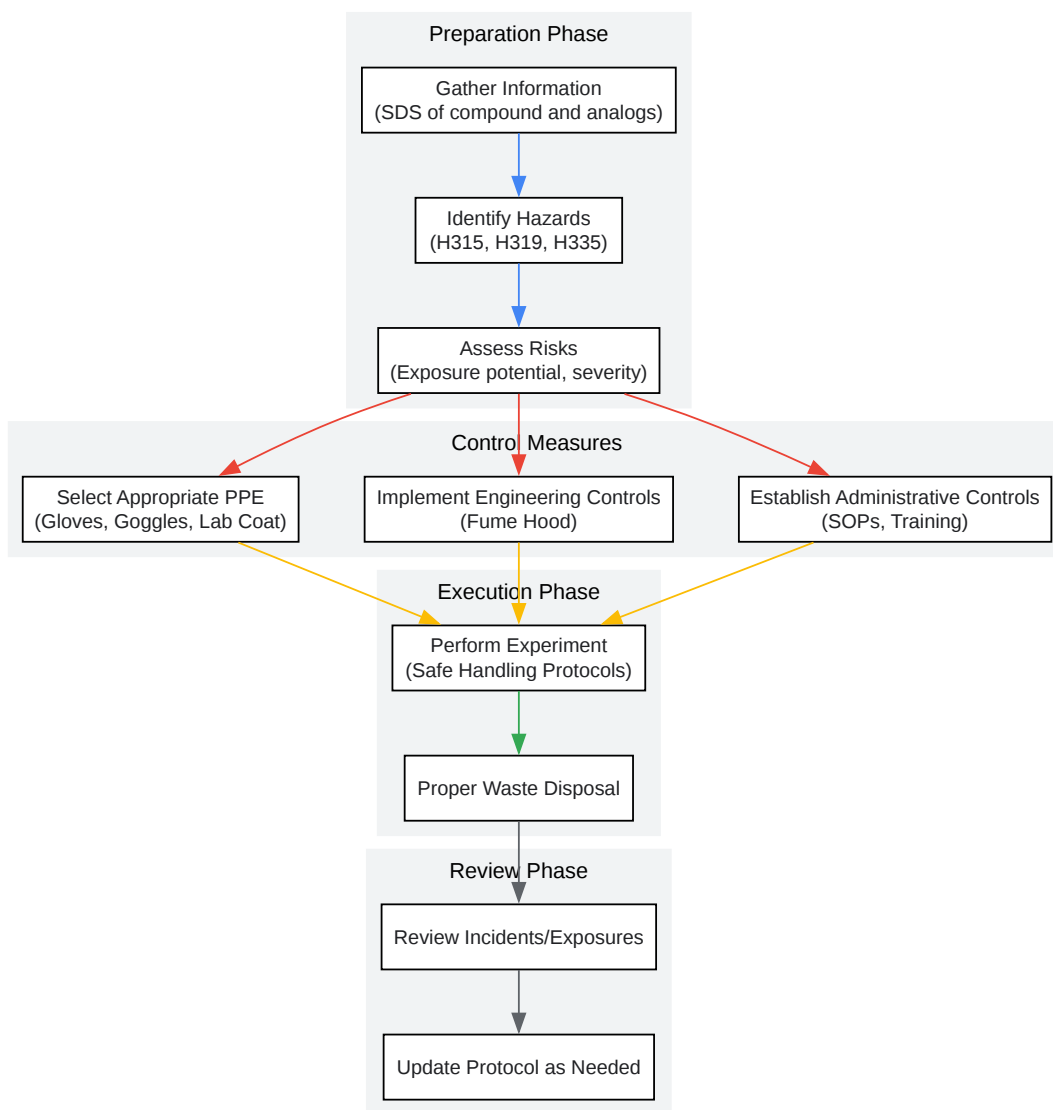 Preparation Phase
Gather Information
(SDS of compound and analogs)
Identify Hazards
(H315, H319, H335)
Assess Risks
(Exposure potential, severity)
Control Measures
Select Appropriate PPE
(Gloves, Goggles, Lab Coat)
Implement Engineering Controls
(Fume Hood)
Establish Administrative Controls
(SOPs, Training)
Execution Phase
Perform Experiment
(Safe Handling Protocols)
Proper Waste Disposal
Review Phase
Review Incidents/Exposures
Update Protocol as Needed